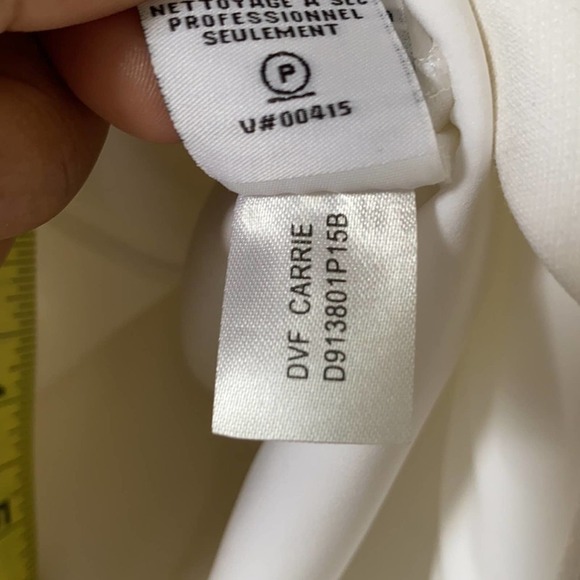 NETTOYAGE A SEC
PROFESSIONNEL
SEULEMENT
P
V#00415
DVF CARRIE
D913801P15B